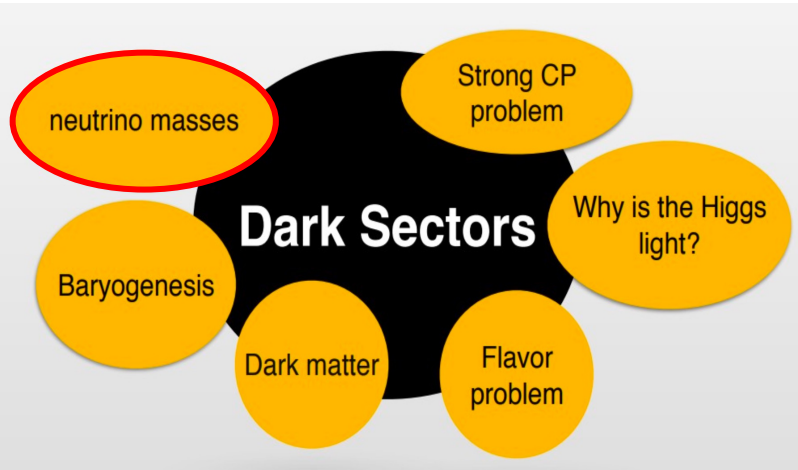 neutrino masses
Strong CP
problem
Dark Sectors
Why is the Higgs
light?
Baryogenesis
Dark matter
Flavor
problem